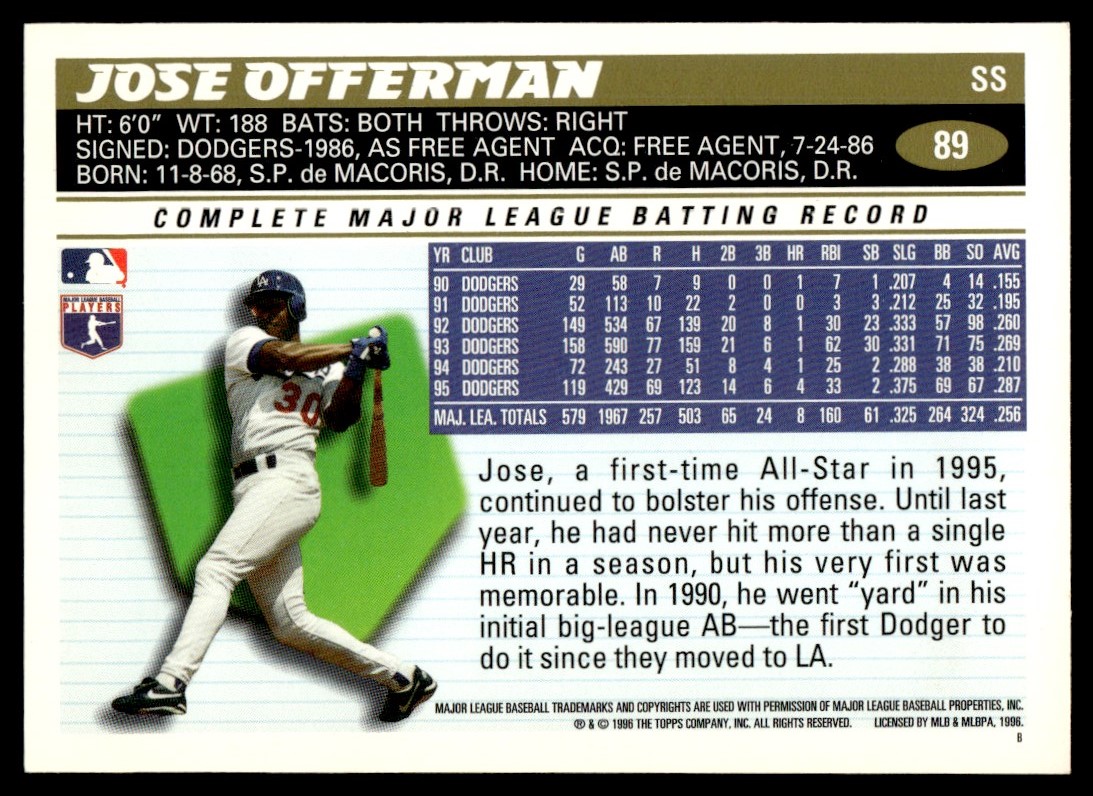 JOSE OFFERMAN SS
HT: 6'0" WT: 188 BATS: BOTH THROWS: RIGHT
SIGNED: DODGERS-1986, AS FREE AGENT ACQ: FREE AGENT, 7-24-86
89
BORN: 11-8-68, S.P. de MACORIS, D.R. HOME: S.P. de MACORIS, D.R.
COMPLETE MAJOR LEAGUE BATTING RECORD
MAJOR LEAGUE BASEBALL
PLAYERS
LA
30
YR CLUB G AB R H 2B 3B HR RBI SB SLG BB SO AVG
90 DODGERS 29 58 7 9 0 0 1 7 1 .207 4 14 .155
91 DODGERS 52 113 10 22 2 0 0 3 3 .212 25 32 .195
92 DODGERS 149 534 67 139 20 8 1 30 23 .333 57 98 .260
93 DODGERS 158 590 77 159 21 6 1 62 30 .331 71 75 .269
94 DODGERS 72 243 27 51 8 4 1 25 2 .288 38 38 .210
95 DODGERS 119 429 69 123 14 6 4 33 2 .375 69 67 .287
MAJ. LEA. TOTALS 579 1967 257 503 65 24 8 160 61 .325 264 324 .256
Jose, a first-time All-Star in 1995,
continued to bolster his offense. Until last
year, he had never hit more than a single
HR in a season, but his very first was
memorable. In 1990, he went “yard” in his
initial big-league AB—the first Dodger to
do it since they moved to LA.
MAJOR LEAGUE BASEBALL TRADEMARKS AND COPYRIGHTS ARE USED WITH PERMISSION OF MAJOR LEAGUE BASEBALL PROPERTIES, INC.
® & © 1996 THE TOPPS COMPANY, INC. ALL RIGHTS RESERVED. LICENSED BY MLB & MLBPA, 1996.
B